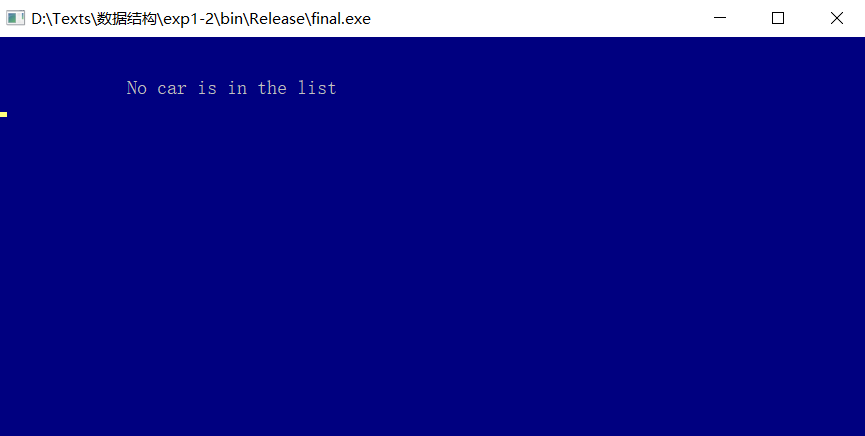 D:\Texts\数据结构\exp1-2\bin\Release\final.exe
No car is in the list